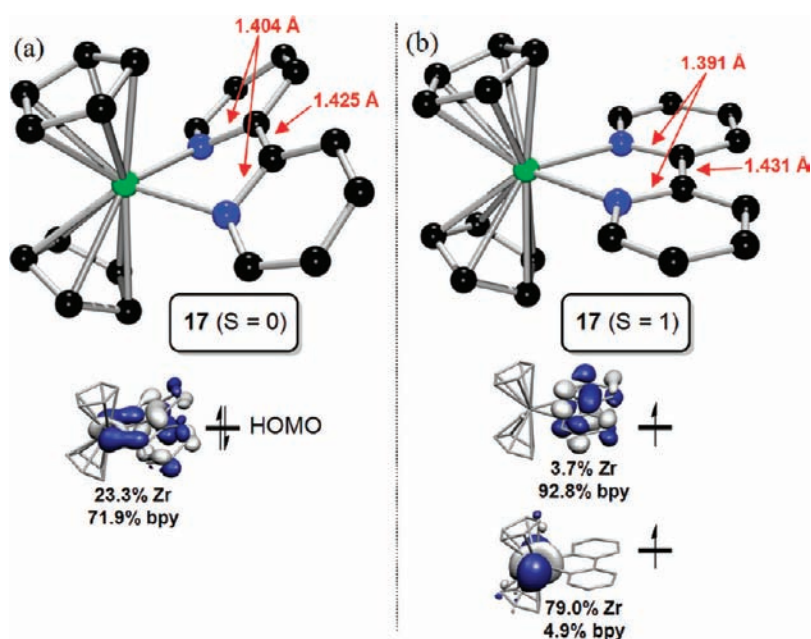 (a)
1.404 Å
1.425 Å
17 (S = 0)
HOMO
23.3% Zr
71.9% bpy
(b)
1.391 Å
1.431 Å
17 (S = 1)
3.7% Zr
92.8% bpy
79.0% Zr
4.9% bpy